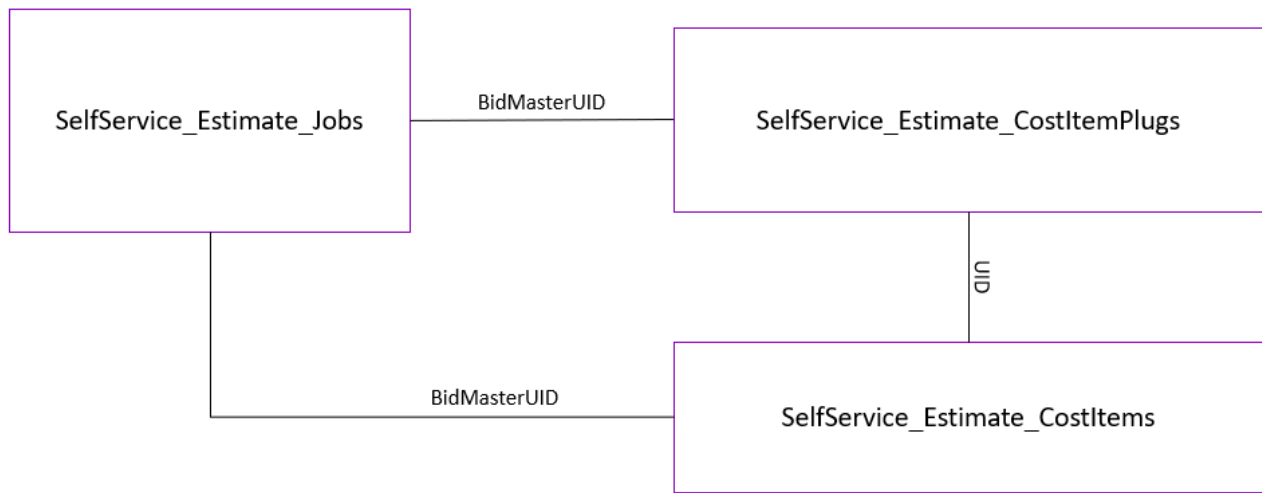 SelfService_Estimate_Jobs
BidMasterUID
SelfService_Estimate_CostItemPlugs
UID
BidMasterUID
SelfService_Estimate_CostItems